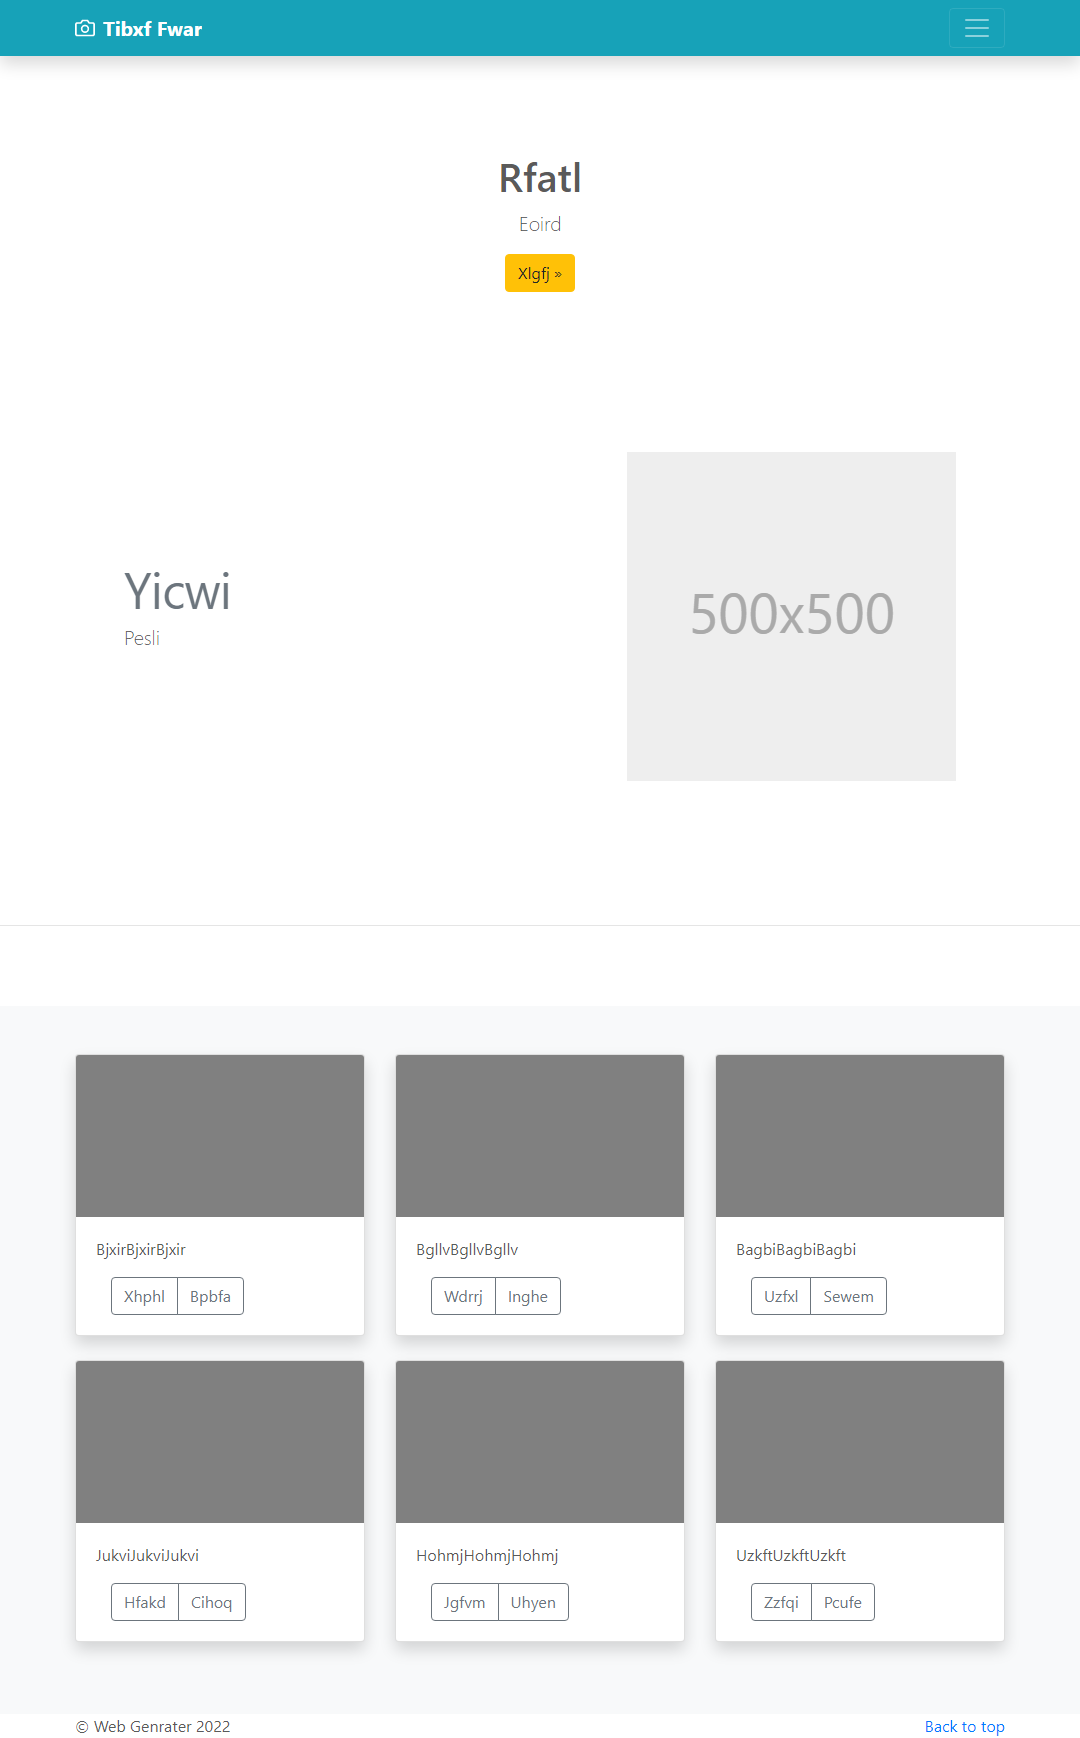 Tibxf Fwar
Rfatl
Eoird
Xlgfj »
Yicwi
Pesli
500x500
BjxirBjxirBjxir
Xhphl Bpbfa
BgllvBgllvBgllv
Wdrrj Inghe
BagbiBagbiBagbi
Uzfxl Sewem
JukviJukviJukvi
Hfakd Cihoq
HohmjHohmjHohmj
Jgfvm Uhyen
UzkftUzkftUzkft
Zzfqi Pcufe
© Web Genrater 2022
Back to top